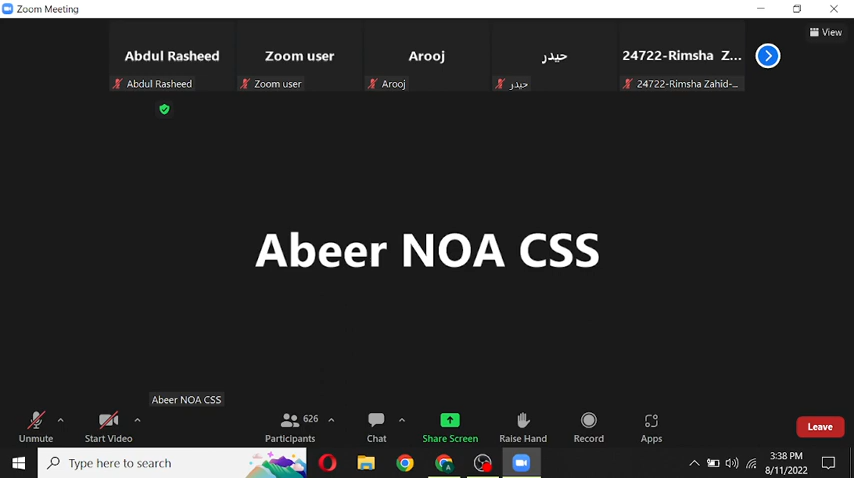 Zoom Meeting
View
Abdul Rasheed
Zoom user
Arooj
حيدر
24722-Rimsha Z...
Abdul Rasheed
Zoom user
Arooj
حيدر
24722-Rimsha Zahid-...
Abeer NOA CSS
Abeer NOA CSS
626
Unmute
Start Video
Participants
Chat
Share Screen
Raise Hand
Record
Apps
Leave
Type here to search
3:38 PM
8/11/2022